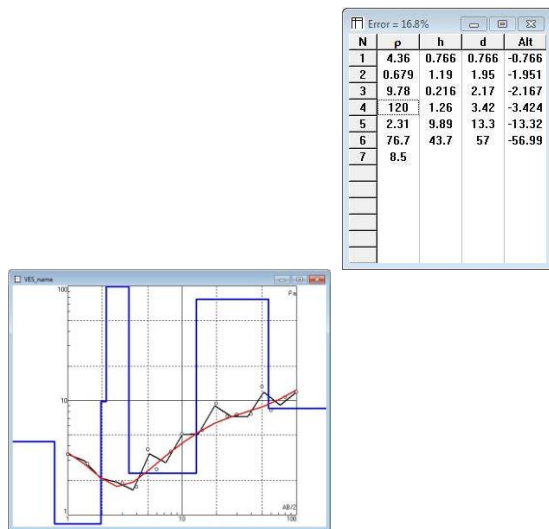 Error = 16.8%
N ρ h d Alt
1 4.36 0.766 0.766 -0.766
2 0.679 1.19 1.95 -1.951
3 9.78 0.216 2.17 -2.167
4 120 1.26 3.42 -3.424
5 2.31 9.89 13.3 -13.32
6 76.7 43.7 57 -56.99
7 8.5
VES_name
100
10
1
1
10
100
AB/2